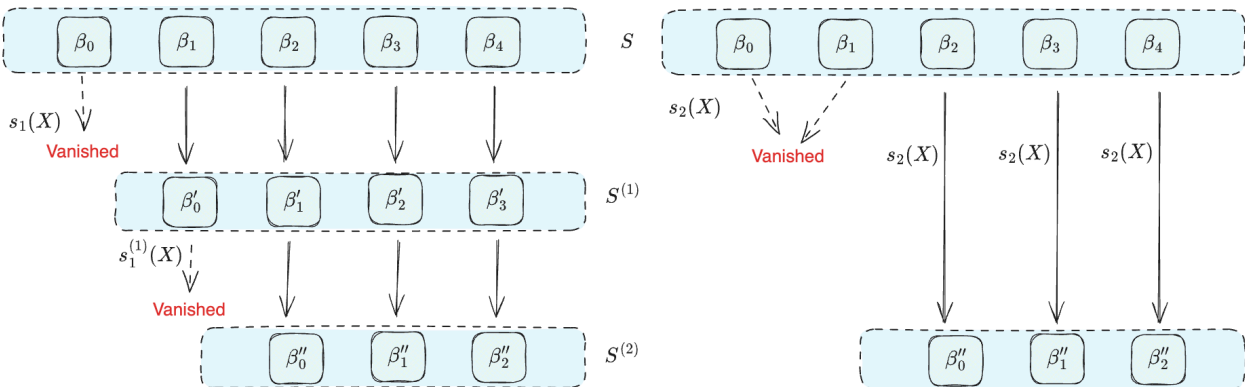 β₀ β₁ β₂ β₃ β₄ S β₀ β₁ β₂ β₃ β₄
s₁(X) s₂(X)
Vanished Vanished s₂(X) s₂(X) s₂(X)
β′₀ β′₁ β′₂ β′₃ S⁽¹⁾
s₁⁽¹⁾(X)
Vanished
β″₀ β″₁ β″₂ S⁽²⁾ β″₀ β″₁ β″₂